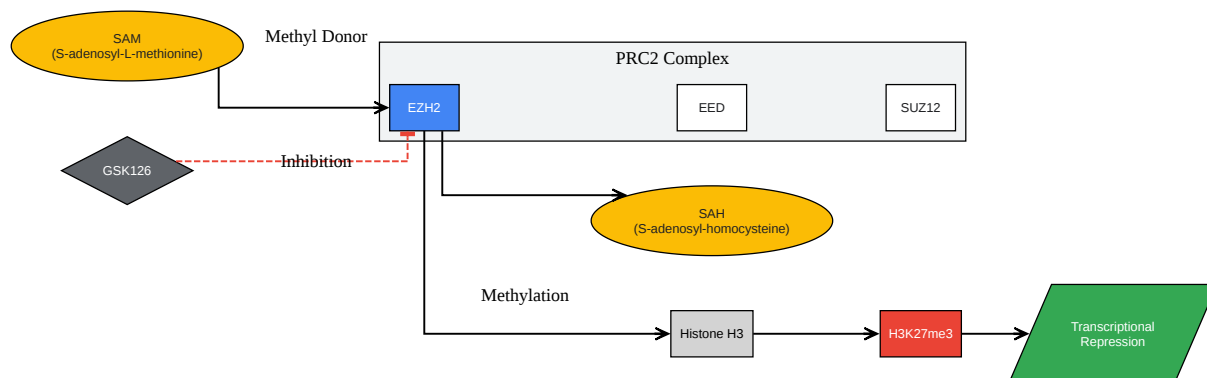 SAM
(S-adenosyl-L-methionine)
Methyl Donor
PRC2 Complex
EZH2
EED
SUZ12
GSK126
Inhibition
SAH
(S-adenosyl-homocysteine)
Methylation
Histone H3
H3K27me3
Transcriptional
Repression